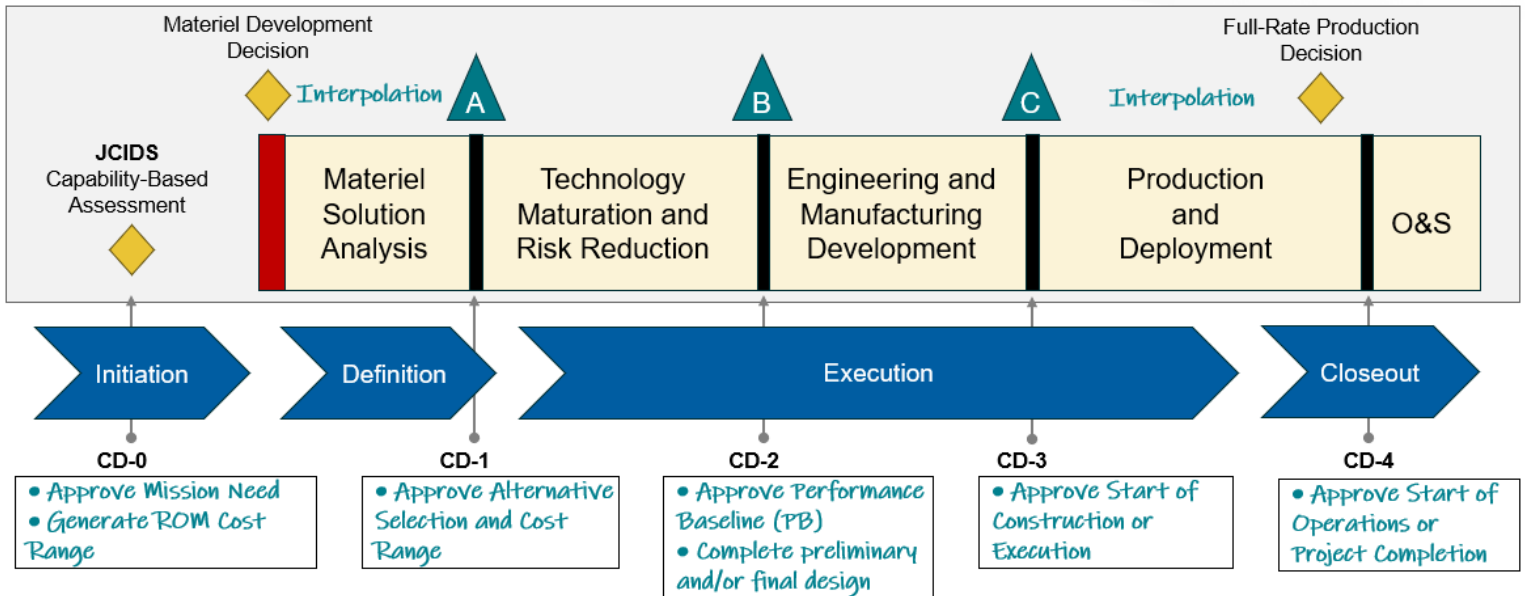 Materiel Development
Decision
Full-Rate Production
Decision
Interpolation
A
B
C
Interpolation
JCIDS
Capability-Based
Assessment
Materiel
Solution
Analysis
Technology
Maturation and
Risk Reduction
Engineering and
Manufacturing
Development
Production
and
Deployment
O&S
Initiation
Definition
Execution
Closeout
CD-0
• Approve Mission Need
• Generate ROM Cost
Range
CD-1
• Approve Alternative
Selection and Cost
Range
CD-2
• Approve Performance
Baseline (PB)
• Complete preliminary
and/or final design
CD-3
• Approve Start of
Construction or
Execution
CD-4
• Approve Start of
Operations or
Project Completion